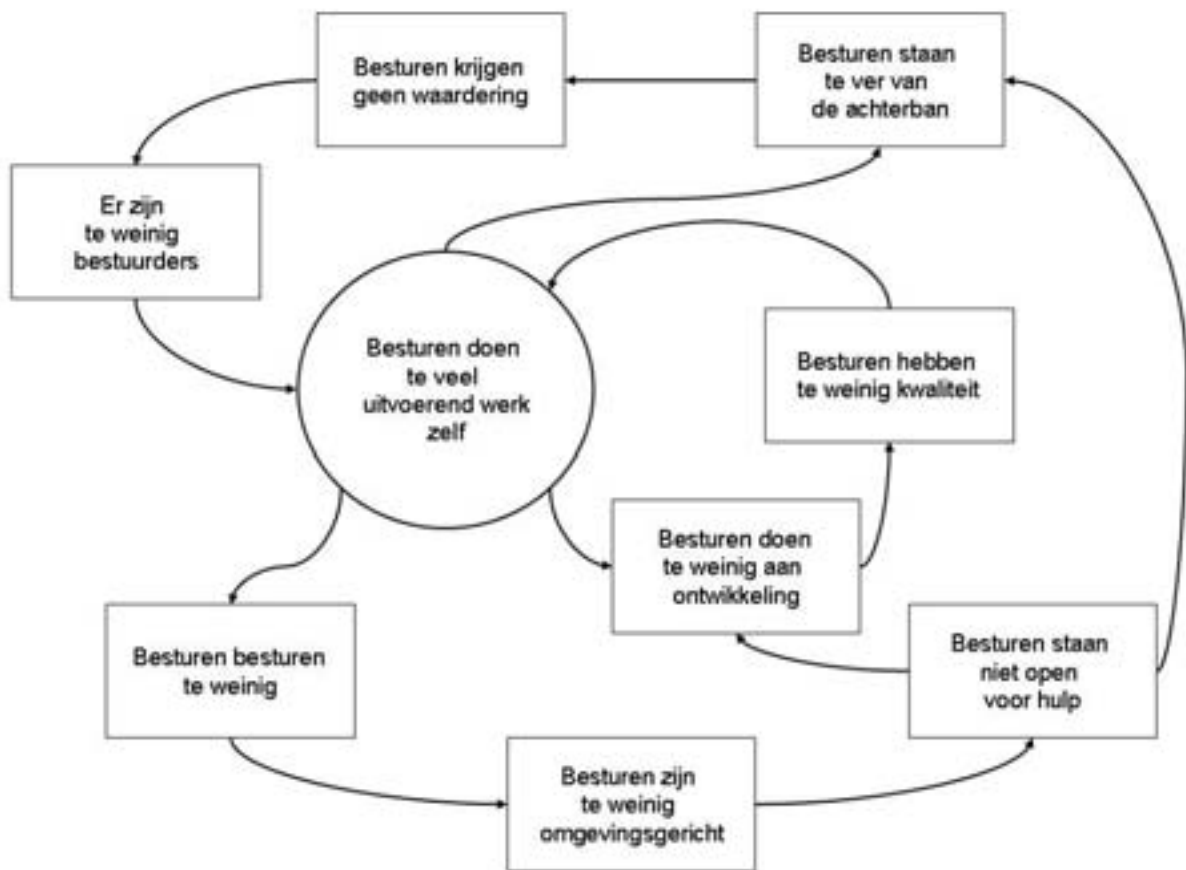 Besturen krijgen
geen waardering
Besturen staan
te ver van
de achterban
Er zijn
te weinig
bestuurders
Besturen doen
te veel
uitvoerend werk
zelf
Besturen hebben
te weinig kwaliteit
Besturen doen
te weinig aan
ontwikkeling
Besturen besturen
te weinig
Besturen staan
niet open
voor hulp
Besturen zijn
te weinig
omgevingsgericht